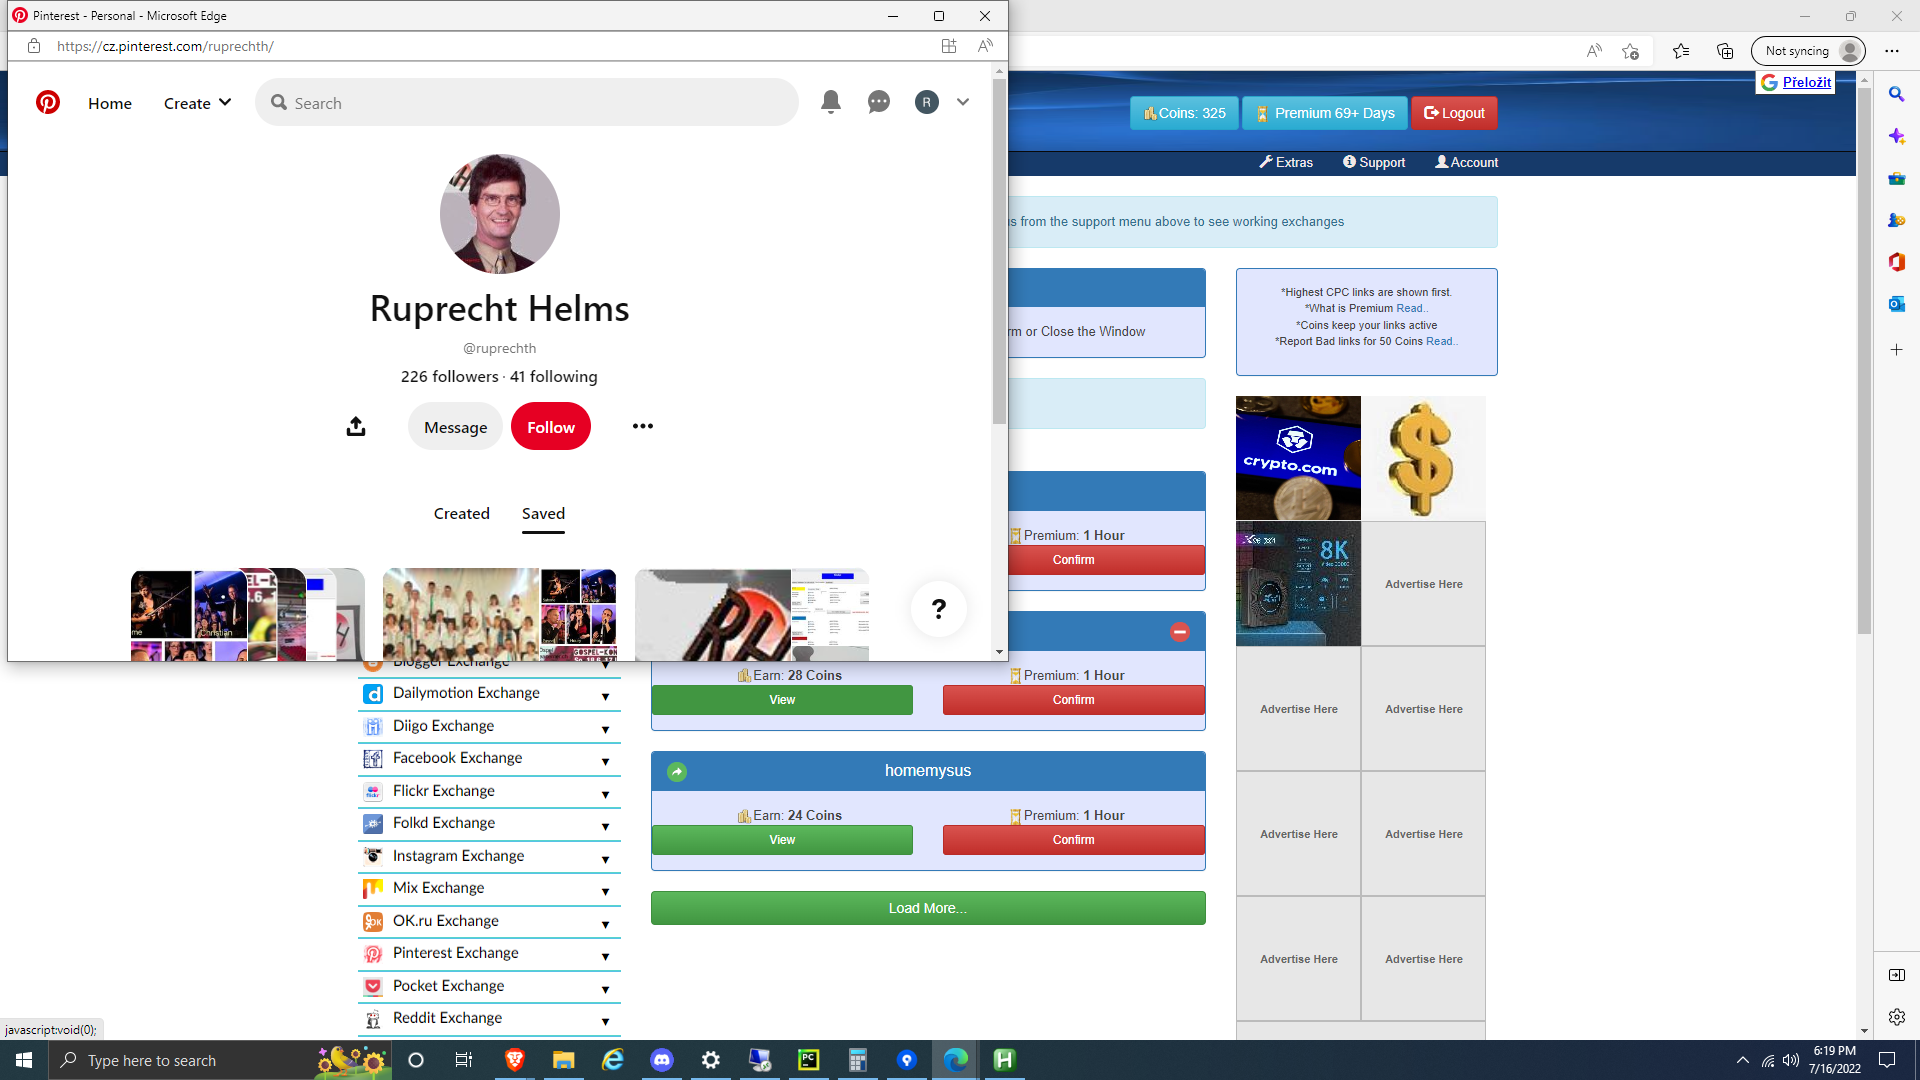 Pinterest - Personal - Microsoft Edge
https://cz.pinterest.com/ruprechth/
Home
Create
Search
R
Ruprecht Helms
@ruprechth
226 followers · 41 following
Message
Follow
Created
Saved
?
Not syncing
Přeložit
Coins: 325
Premium 69+ Days
Logout
Extras
Support
Account
us from the support menu above to see working exchanges
rm or Close the Window
Premium: 1 Hour
Confirm
Earn: 28 Coins
Premium: 1 Hour
View
Confirm
homemysus
Earn: 24 Coins
Premium: 1 Hour
View
Confirm
Load More...
*Highest CPC links are shown first.
*What is Premium Read..
*Coins keep your links active
*Report Bad links for 50 Coins Read..
crypto.com
8K
Advertise Here
Advertise Here
Advertise Here
Advertise Here
Advertise Here
Advertise Here
Advertise Here
Blogger Exchange
Dailymotion Exchange
Diigo Exchange
Facebook Exchange
Flickr Exchange
Folkd Exchange
Instagram Exchange
Mix Exchange
OK.ru Exchange
Pinterest Exchange
Pocket Exchange
Reddit Exchange
javascript:void(0);
Type here to search
6:19 PM
7/16/2022